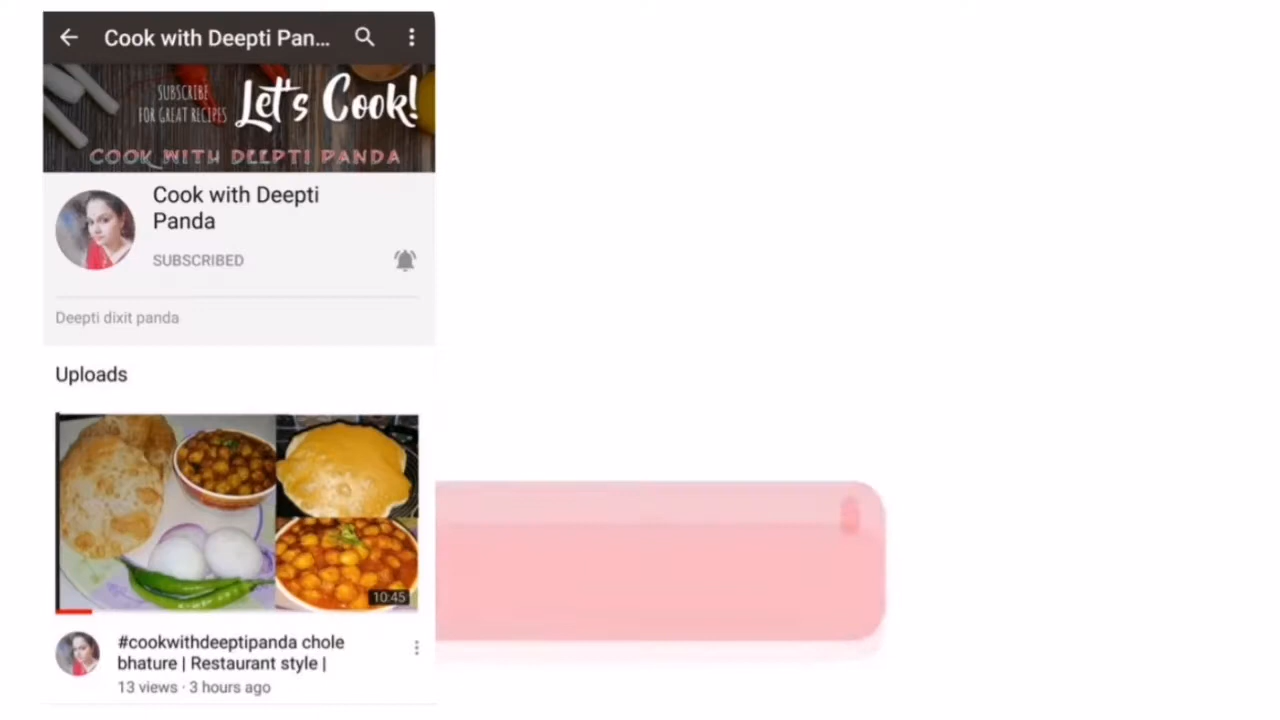 Cook with Deepti Pan...
SUBSCRIBE
FOR GREAT RECIPES
Let's Cook!
COOK WITH DEEPTI PANDA
Cook with Deepti
Panda
SUBSCRIBED
Deepti dixit panda
Uploads
10:45
#cookwithdeeptipanda chole
bhature | Restaurant style |
13 views · 3 hours ago